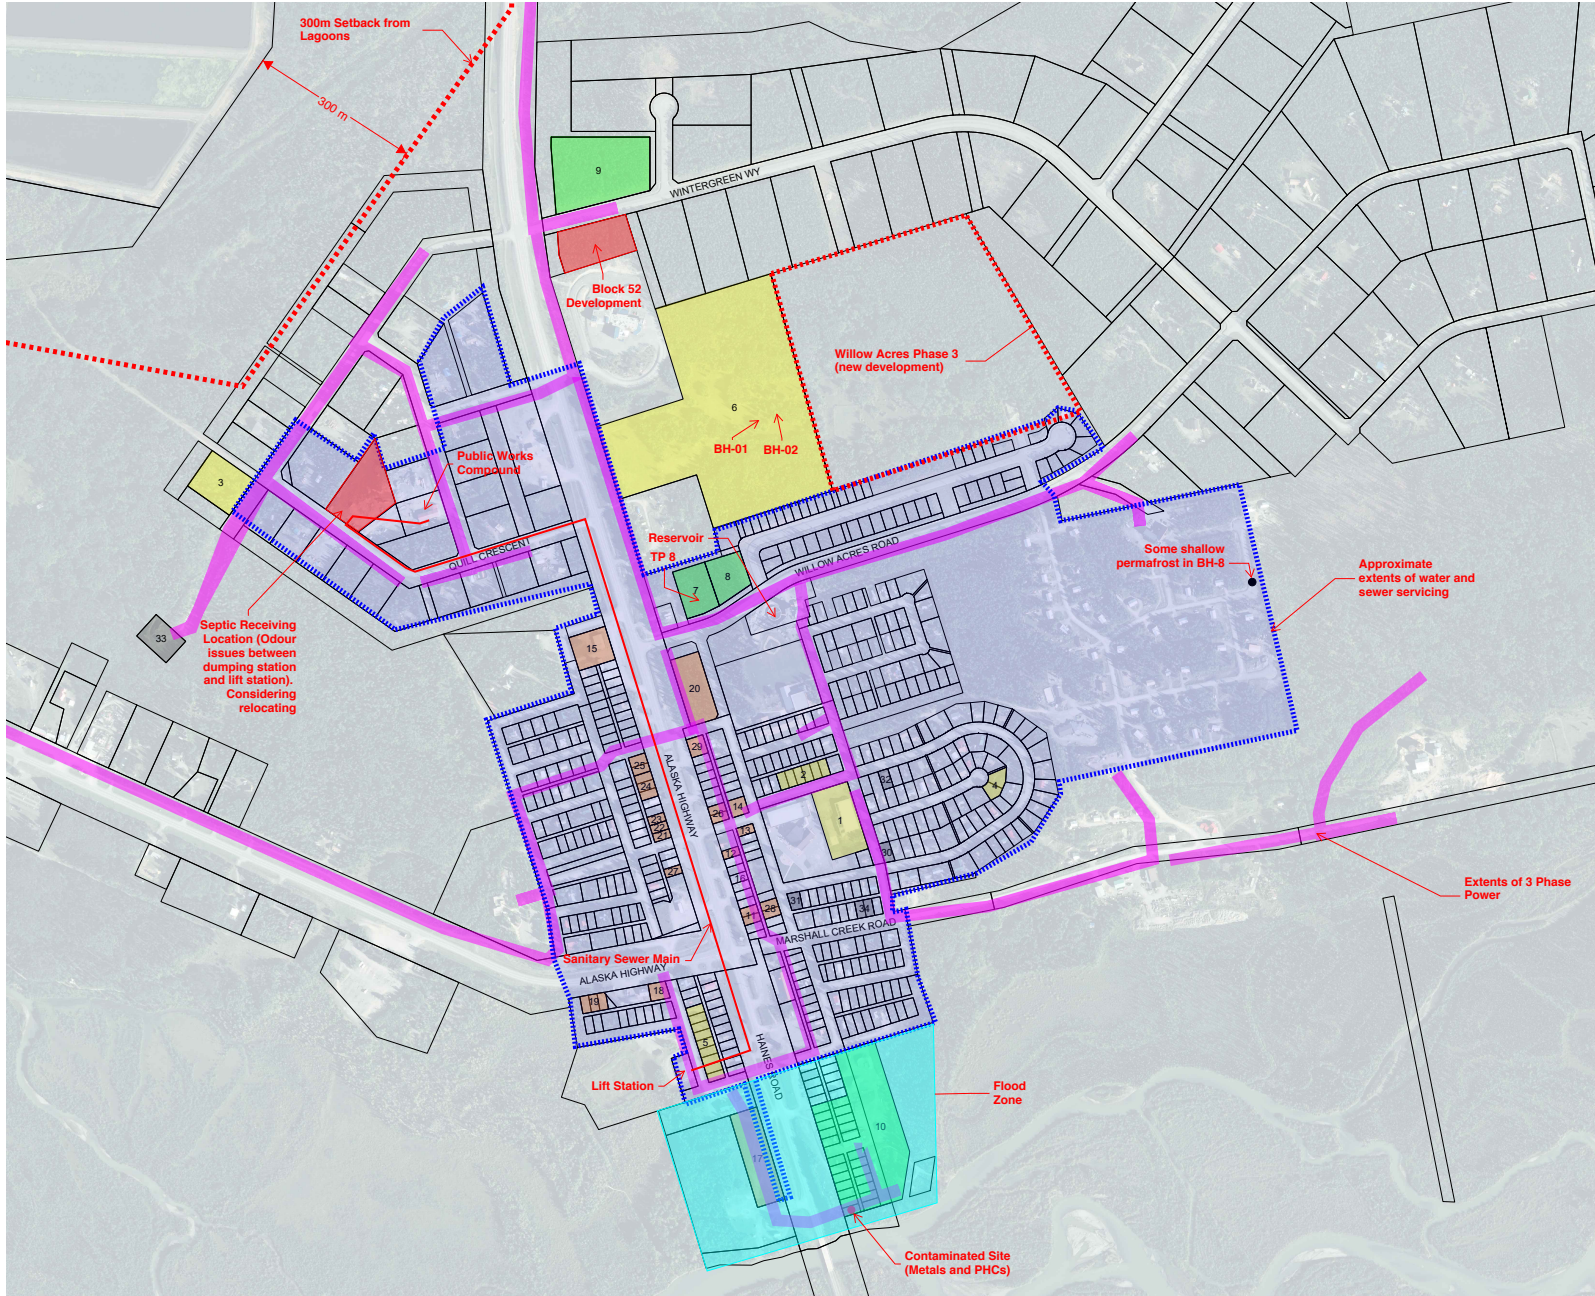 300m Setback from
Lagoons
300 m
9
WINTERGREEN WY
Block 52
Development
Willow Acres Phase 3
(new development)
6
BH-01
BH-02
Public Works
Compound
3
QUILL CRESCENT
Reservoir
TP 8
WILLOW ACRES ROAD
7
8
Some shallow
permafrost in BH-8
Approximate
extents of water and
sewer servicing
33
Septic Receiving
Location (Odour
issues between
dumping station
and lift station).
Considering
relocating
15
20
29
ALASKA HIGHWAY
25
24
23
22
21
27
26
14
13
12
16
11
28
2
1
32
4
30
31
34
MARSHALL CREEK ROAD
Extents of 3 Phase
Power
Sanitary Sewer Main
ALASKA HIGHWAY
19
18
5
HAINES ROAD
Lift Station
Flood
Zone
17
10
Contaminated Site
(Metals and PHCs)